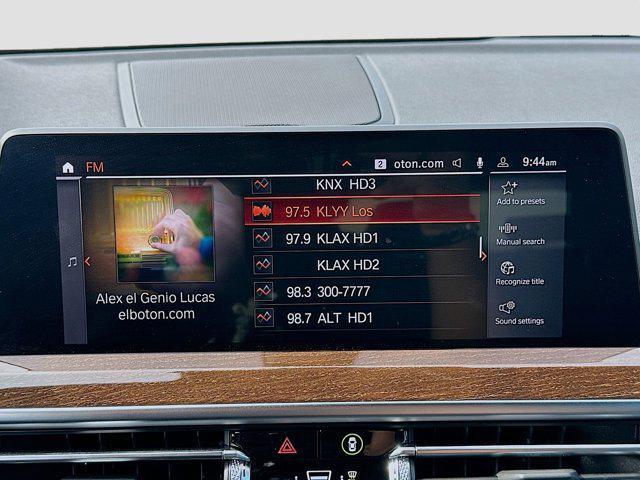 FM
2 oton.com 9:44am
KNX HD3
97.5 KLYY Los
97.9 KLAX HD1
KLAX HD2
98.3 300-7777
98.7 ALT HD1
Alex el Genio Lucas
elboton.com
Add to presets
Manual search
Recognize title
Sound settings